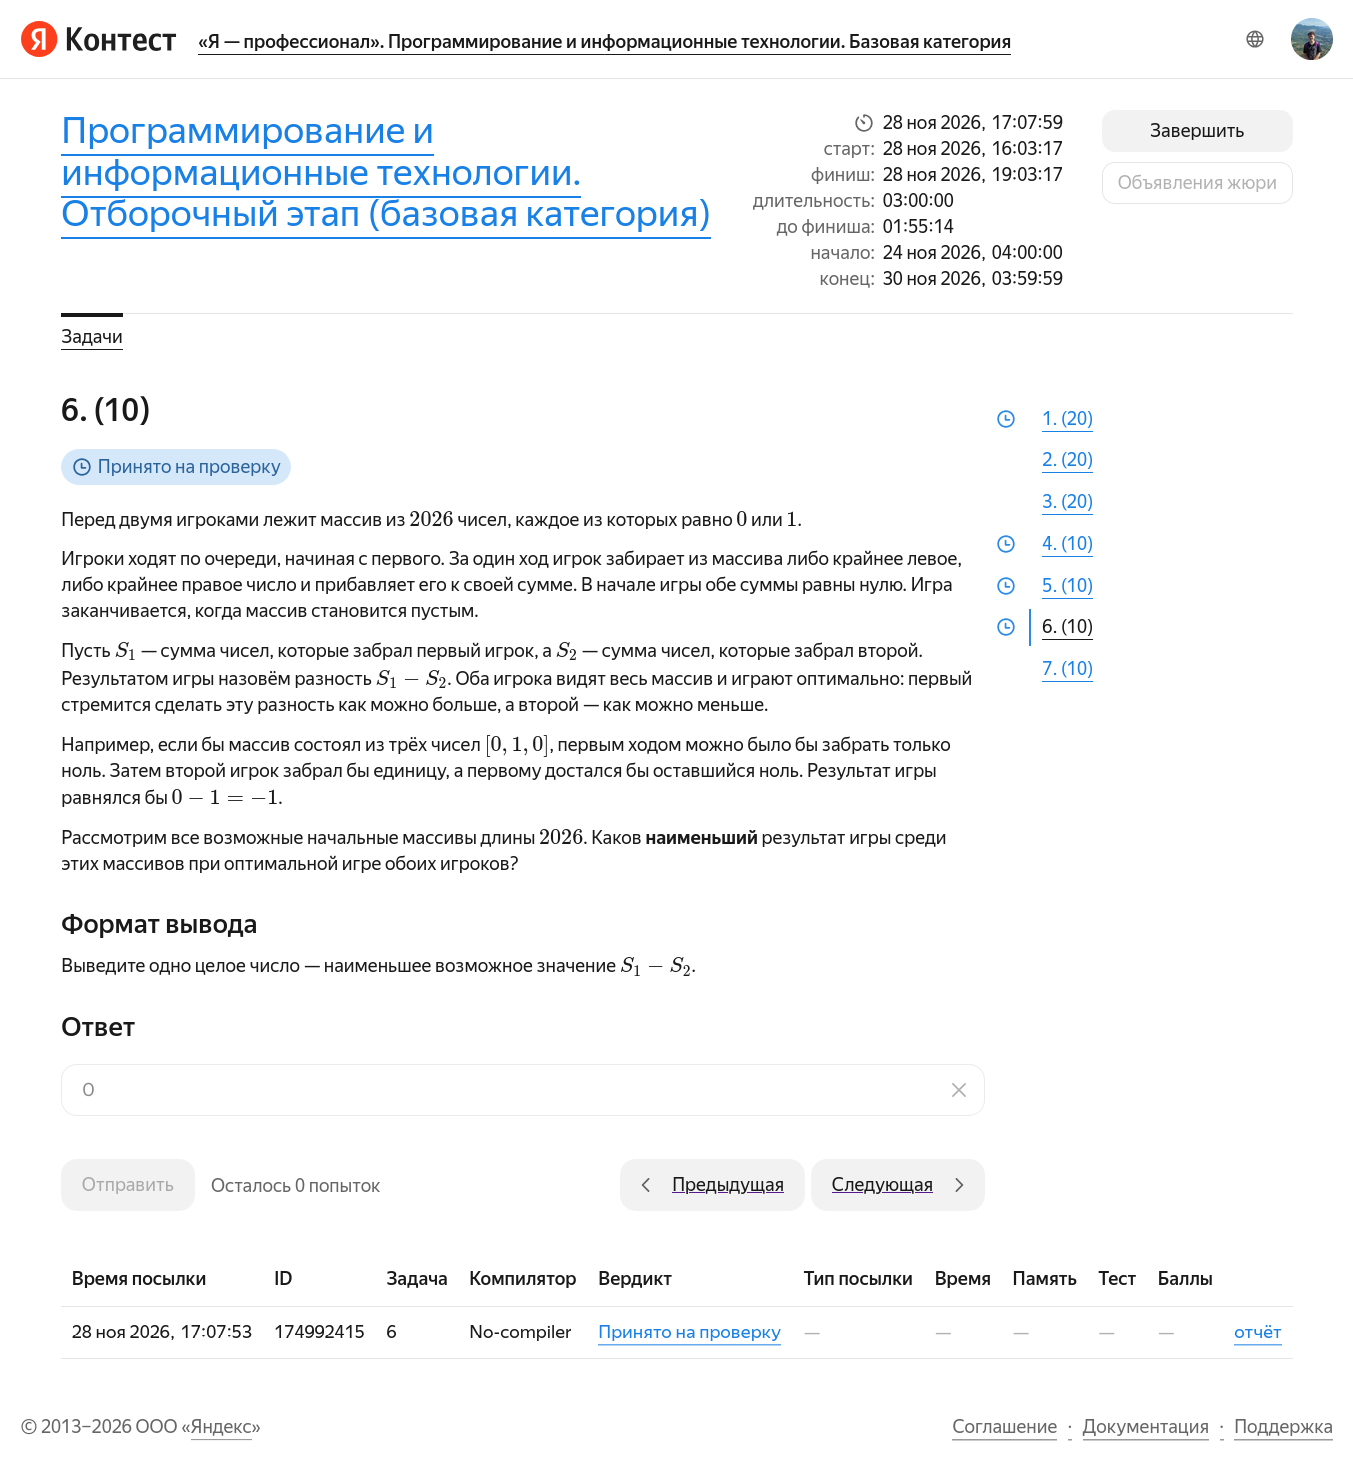 Я Контест
«Я — профессионал». Программирование и информационные технологии. Базовая категория
Программирование и
информационные технологии.
Отборочный этап (базовая категория)
28 ноя 2026, 17:07:59
старт: 28 ноя 2026, 16:03:17
финиш: 28 ноя 2026, 19:03:17
длительность: 03:00:00
до финиша: 01:55:14
начало: 24 ноя 2026, 04:00:00
конец: 30 ноя 2026, 03:59:59
Завершить
Объявления жюри
Задачи
6. (10)
Принято на проверку
Перед двумя игроками лежит массив из 2026 чисел, каждое из которых равно 0 или 1.
Игроки ходят по очереди, начиная с первого. За один ход игрок забирает из массива либо крайнее левое,
либо крайнее правое число и прибавляет его к своей сумме. В начале игры обе суммы равны нулю. Игра
заканчивается, когда массив становится пустым.
Пусть S₁ — сумма чисел, которые забрал первый игрок, а S₂ — сумма чисел, которые забрал второй.
Результатом игры назовём разность S₁ − S₂. Оба игрока видят весь массив и играют оптимально: первый
стремится сделать эту разность как можно больше, а второй — как можно меньше.
Например, если бы массив состоял из трёх чисел [0, 1, 0], первым ходом можно было бы забрать только
ноль. Затем второй игрок забрал бы единицу, а первому достался бы оставшийся ноль. Результат игры
равнялся бы 0 − 1 = −1.
Рассмотрим все возможные начальные массивы длины 2026. Каков наименьший результат игры среди
этих массивов при оптимальной игре обоих игроков?
Формат вывода
Выведите одно целое число — наименьшее возможное значение S₁ − S₂.
Ответ
0
Отправить
Осталось 0 попыток
Предыдущая
Следующая
1. (20)
2. (20)
3. (20)
4. (10)
5. (10)
6. (10)
7. (10)
Время посылки ID Задача Компилятор Вердикт Тип посылки Время Память Тест Баллы
28 ноя 2026, 17:07:53 174992415 6 No-compiler Принято на проверку — — — — — отчёт
© 2013–2026 ООО «Яндекс»
Соглашение · Документация · Поддержка